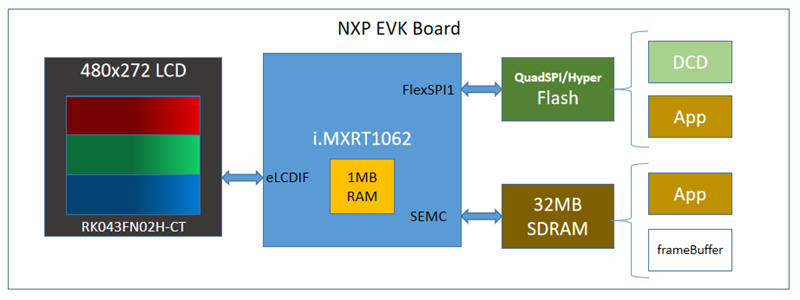 NXP EVK Board
480x272 LCD
RK043FN02H-CT
eLCDIF
i.MXRT1062
1MB
RAM
FlexSPI1
SEMC
QuadSPI/Hyper
Flash
DCD
App
32MB
SDRAM
App
frameBuffer